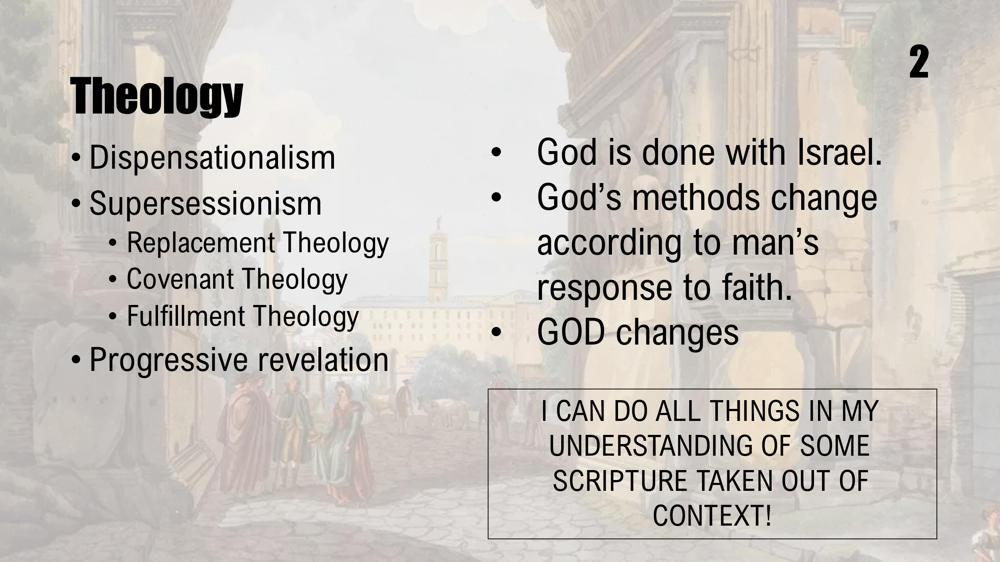 2
Theology
• Dispensationalism
• Supersessionism
• Replacement Theology
• Covenant Theology
• Fulfillment Theology
• Progressive revelation
• God is done with Israel.
• God’s methods change
according to man’s
response to faith.
• GOD changes
I CAN DO ALL THINGS IN MY
UNDERSTANDING OF SOME
SCRIPTURE TAKEN OUT OF
CONTEXT!